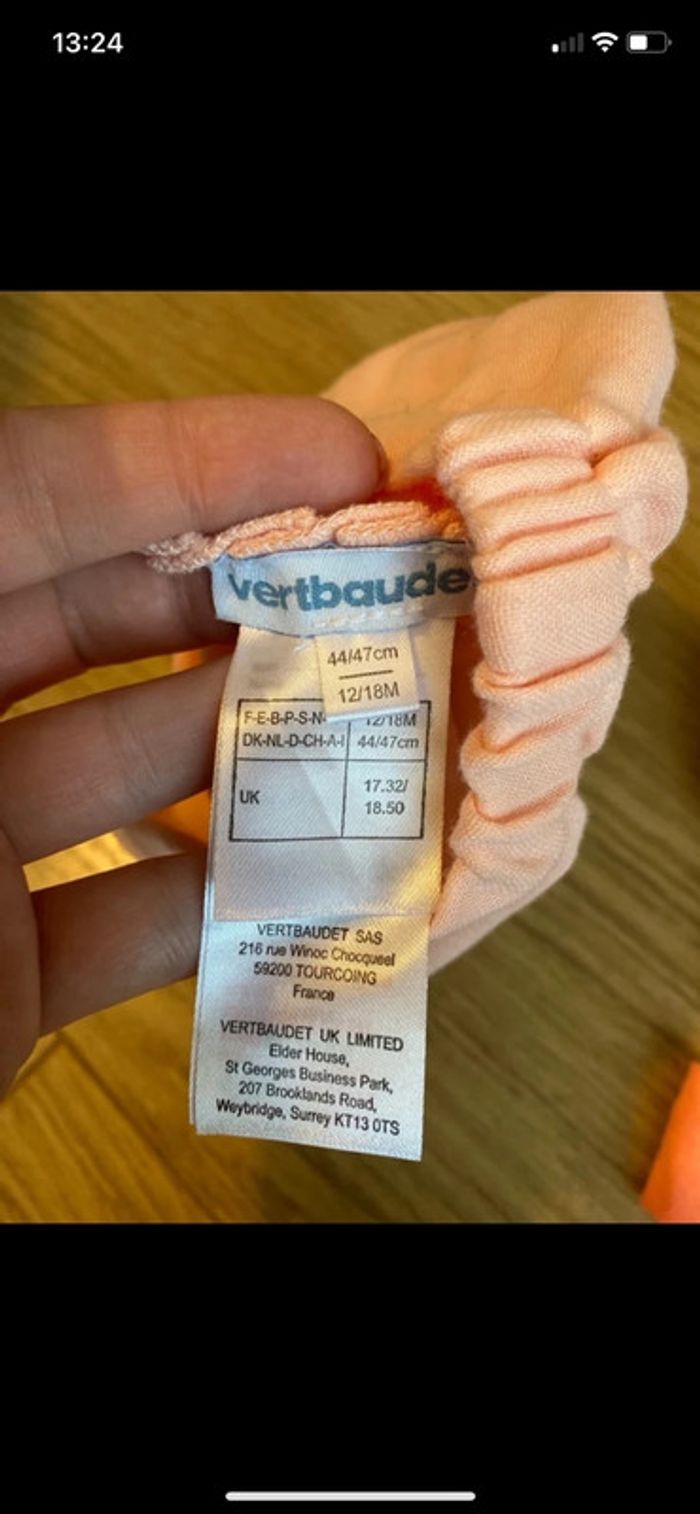 13:24
vertbaude
44/47cm
12/18M
F-E-B-P-S-N- 12/18M
DK-NL-D-CH-A-I 44/47cm
UK 17.32/
18.50
VERTBAUDET SAS
216 rue Winoc Chocqueel
59200 TOURCOING
France
VERTBAUDET UK LIMITED
Elder House,
St Georges Business Park,
207 Brooklands Road,
Weybridge, Surrey KT13 0TS